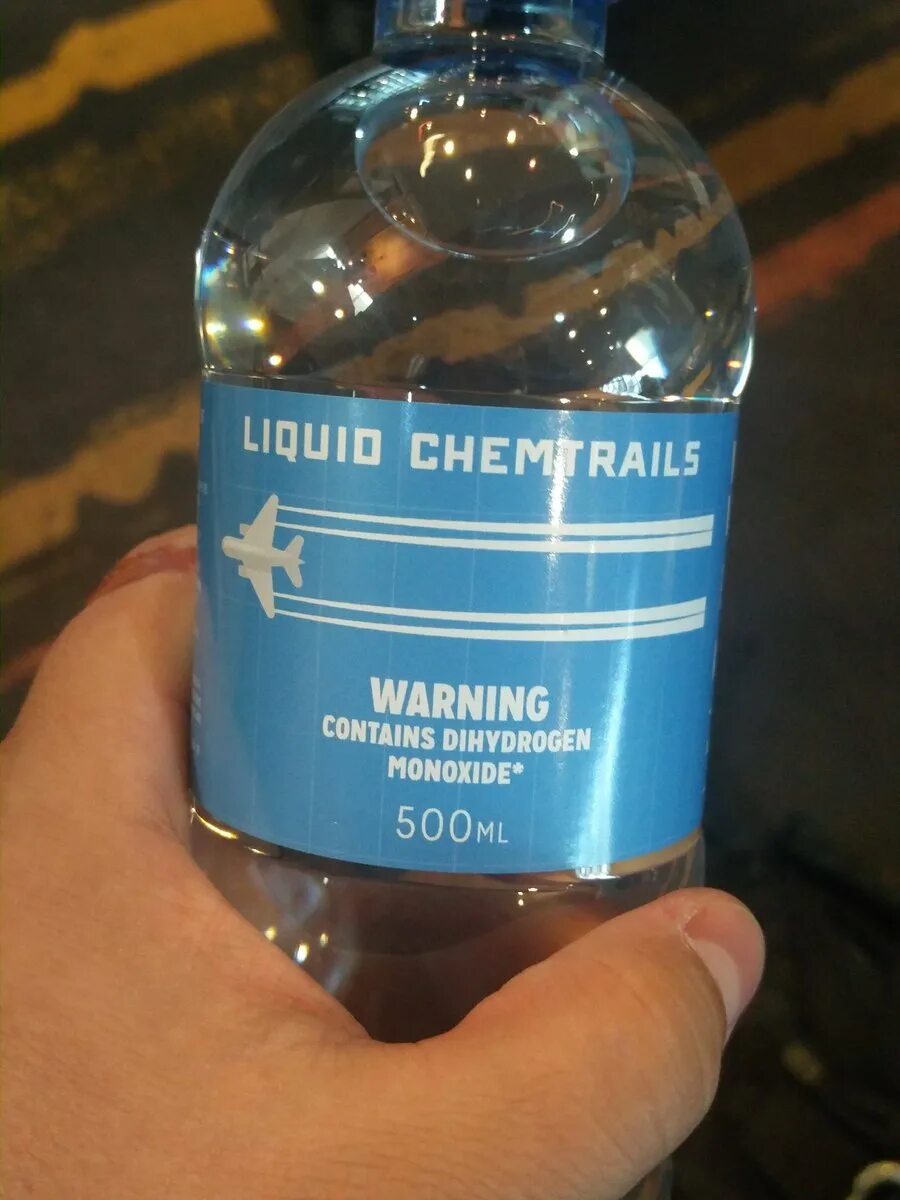 LIQUID CHEMTRAILS
WARNING
CONTAINS DIHYDROGEN
MONOXIDE*
500ML